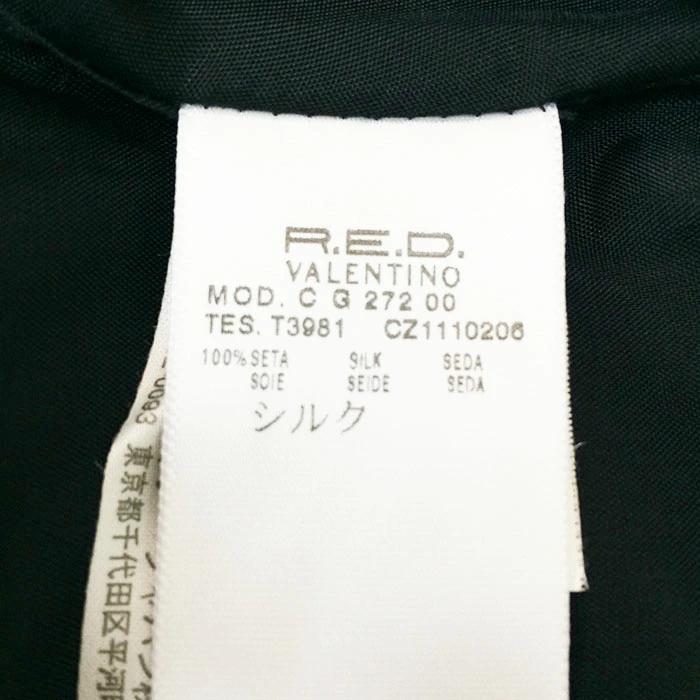 R.E.D.
VALENTINO
MOD. C G 272 00
TES. T3981 CZ1110206
100%SETA SILK SEDA
SOIE SEIDE SEDA
シルク
0093 東京都千代田区平河